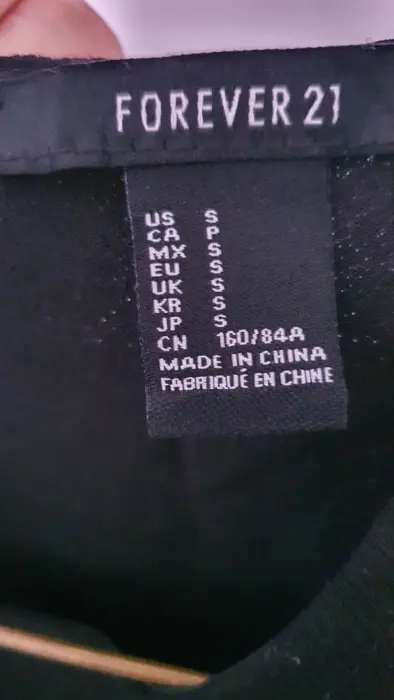 FOREVER 21
US S
CA P
MX S
EU S
UK S
KR S
JP S
CN 160/84A
MADE IN CHINA
FABRIQUÉ EN CHINE